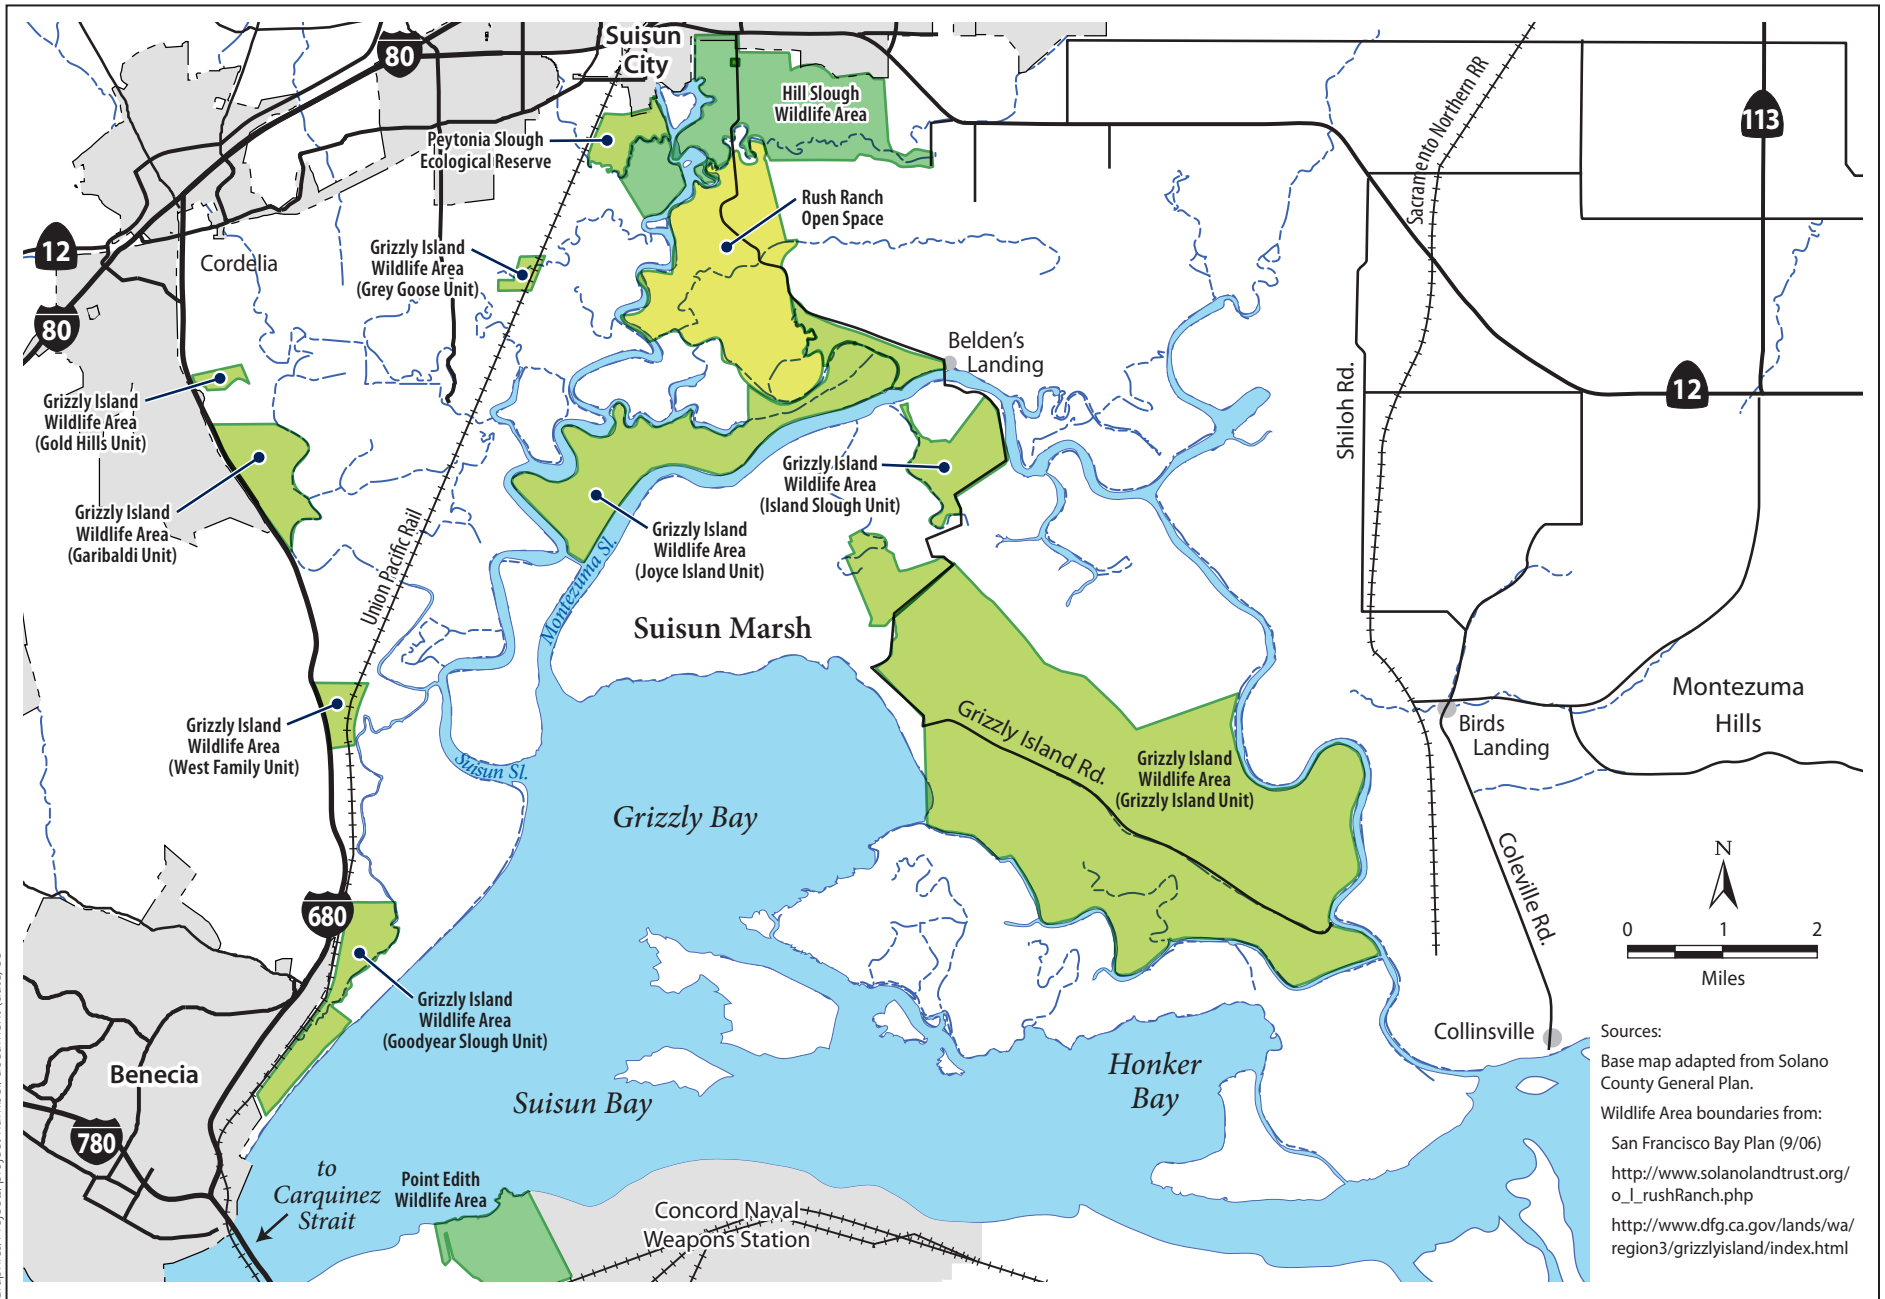 Suisun
City
80
Hill Slough
Wildlife Area
113
Sacramento Northern RR
Peytonia Slough
Ecological Reserve
Rush Ranch
Open Space
12
Grizzly Island
Wildlife Area
(Grey Goose Unit)
Cordelia
80
Belden's
Landing
Shiloh Rd.
12
Grizzly Island
Wildlife Area
(Gold Hills Unit)
Grizzly Island
Wildlife Area
(Island Slough Unit)
Grizzly Island
Wildlife Area
(Garibaldi Unit)
Grizzly Island
Wildlife Area
(Joyce Island Unit)
Union Pacific Rail
Montezuma Sl.
Suisun Marsh
Montezuma
Hills
Grizzly Island
Wildlife Area
(West Family Unit)
Grizzly Island Rd.
Birds
Landing
Suisun Sl.
Grizzly Island
Wildlife Area
(Grizzly Island Unit)
Grizzly Bay
Coleville Rd.
N
680
0 1 2
Miles
Grizzly Island
Wildlife Area
(Goodyear Slough Unit)
Collinsville
Benecia
Honker
Bay
Suisun Bay
780
to
Carquinez
Strait
Point Edith
Wildlife Area
Concord Naval
Weapons Station
Sources:
Base map adapted from Solano
County General Plan.
Wildlife Area boundaries from:
San Francisco Bay Plan (9/06)
http://www.solanolandtrust.org/
o_l_rushRanch.php
http://www.dfg.ca.gov/lands/wa/
region3/grizzlyisland/index.html